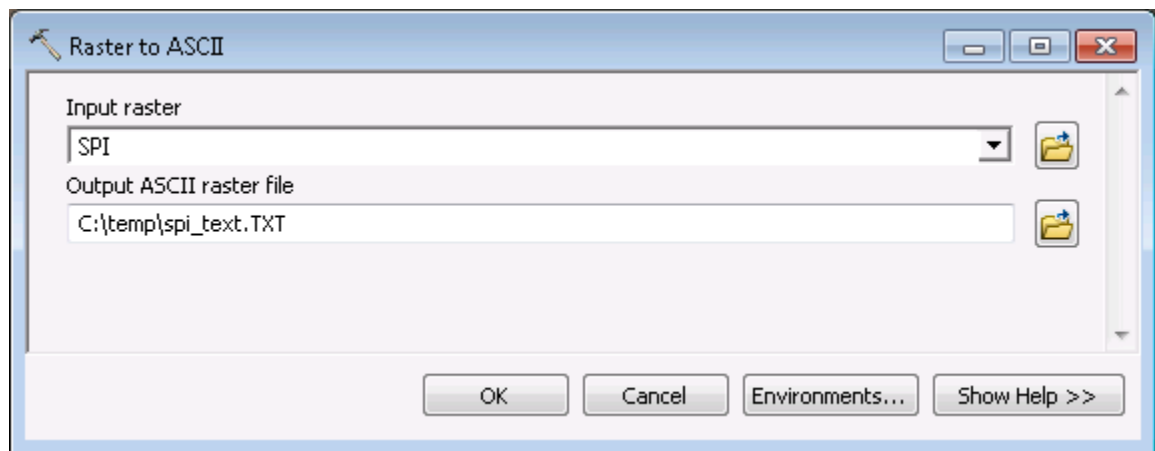 Raster to ASCII
Input raster
SPI
Output ASCII raster file
C:\temp\spi_text.TXT
OK Cancel Environments... Show Help >>